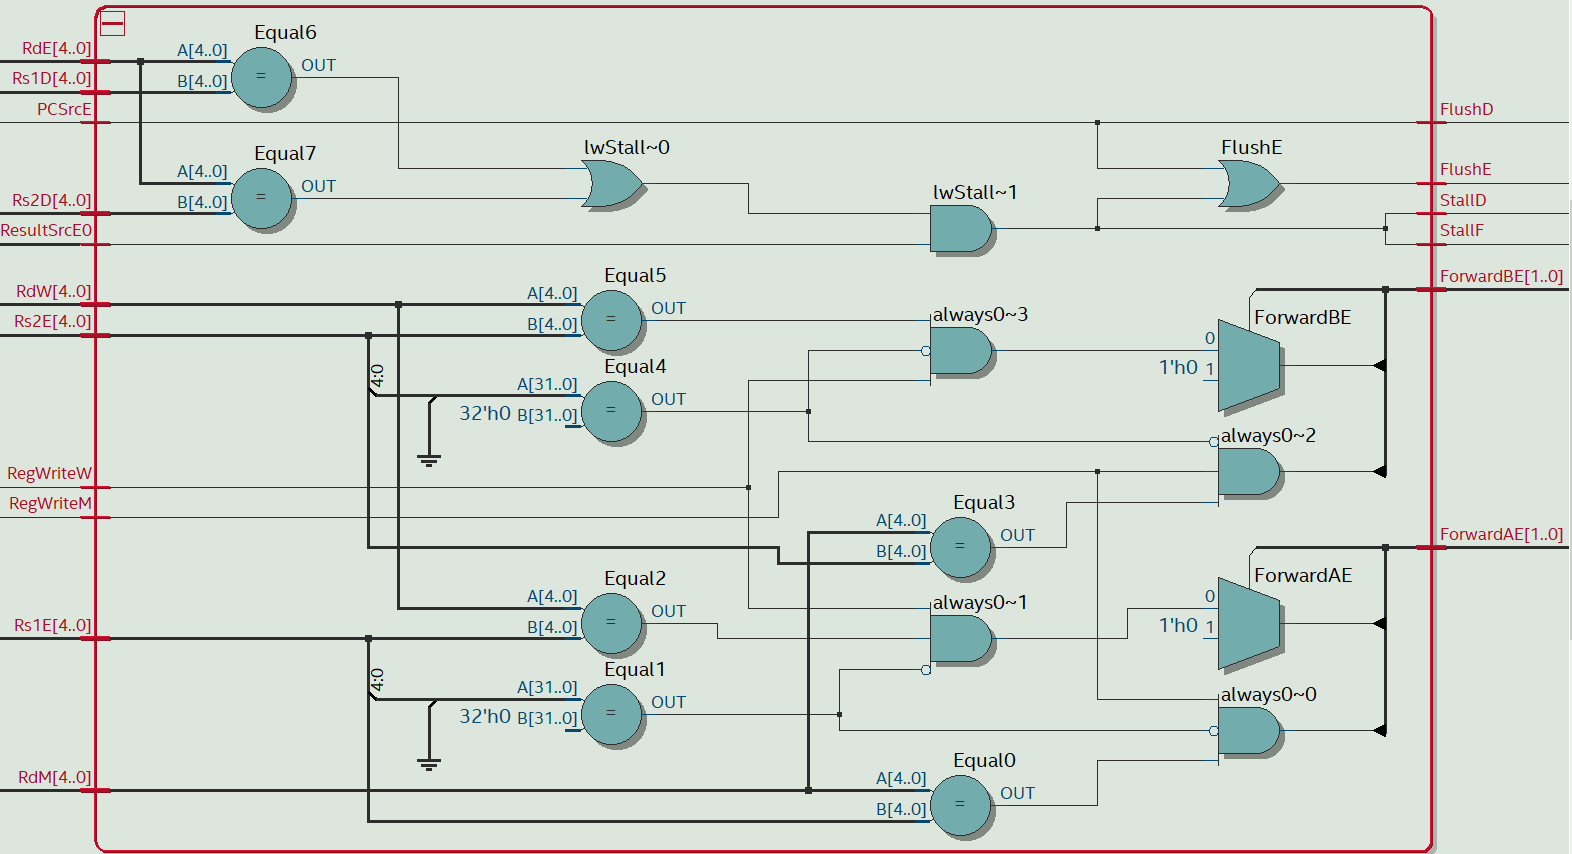 Equal6
RdE[4..0]
A[4..0]
OUT
Rs1D[4..0]
B[4..0]
=
PCSrcE
FlushD
Equal7
lwStall~0
FlushE
A[4..0]
OUT
FlushE
Rs2D[4..0]
B[4..0]
=
lwStall~1
StallD
ResultSrcE0
StallF
Equal5
ForwardBE[1..0]
RdW[4..0]
A[4..0]
OUT
always0~3
ForwardBE
Rs2E[4..0]
B[4..0]
=
0
Equal4
1'h0 1
4:0
A[31..0]
OUT
32'h0 B[31..0]
=
always0~2
RegWriteW
RegWriteM
Equal3
A[4..0]
OUT
ForwardAE[1..0]
B[4..0]
=
Equal2
ForwardAE
A[4..0]
OUT
always0~1
0
Rs1E[4..0]
B[4..0]
=
1'h0 1
Equal1
4:0
A[31..0]
OUT
always0~0
32'h0 B[31..0]
=
Equal0
RdM[4..0]
A[4..0]
OUT
B[4..0]
=